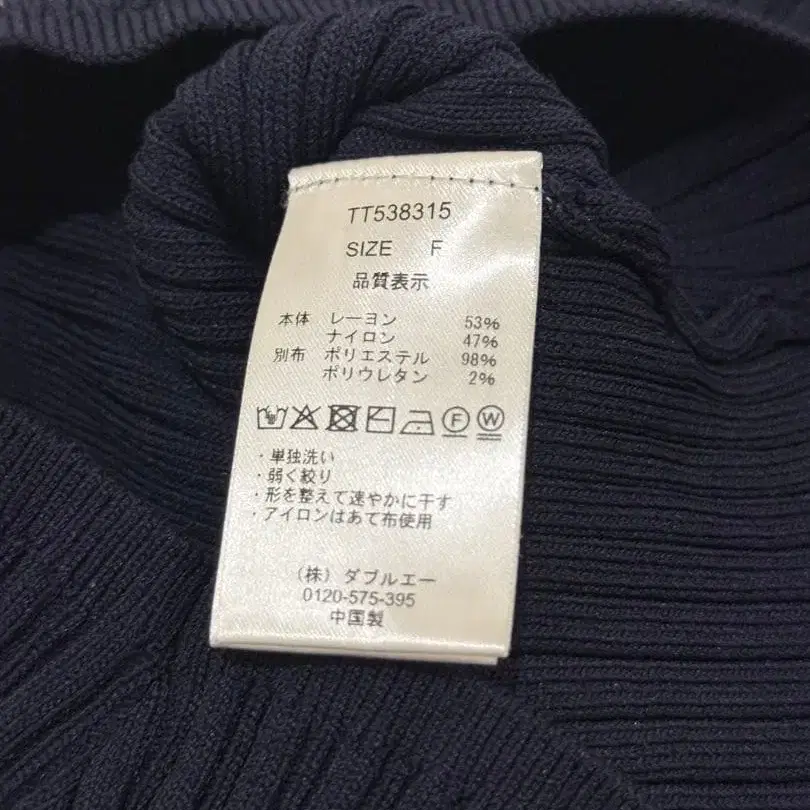 TT538315
SIZE F
品質表示
本体 レーヨン 53%
ナイロン 47%
別布 ポリエステル 98%
ポリウレタン 2%
F W
・単独洗い
・弱く絞り
・形を整えて速やかに干す
・アイロンはあて布使用
(株) ダブルエー
0120-575-395
中国製